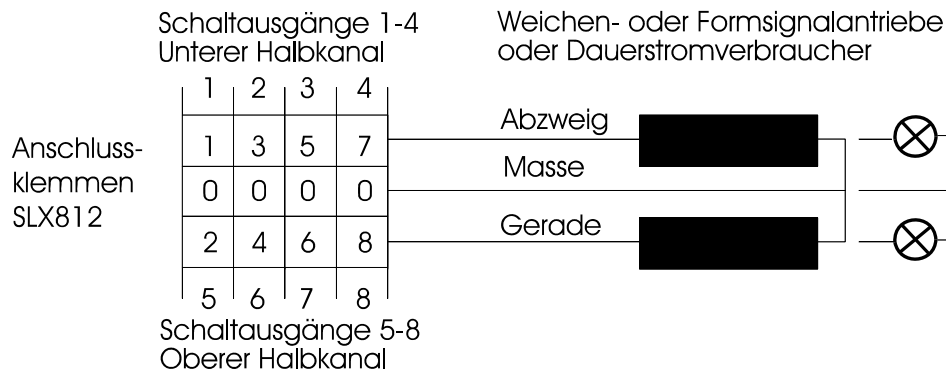 Schaltausgänge 1-4
Unterer Halbkanal
Weichen- oder Formsignalantriebe
oder Dauerstromverbraucher
1 2 3 4
Anschluss-
klemmen
SLX812
1 3 5 7
Abzweig
0 0 0 0
Masse
2 4 6 8
Gerade
5 6 7 8
Schaltausgänge 5-8
Oberer Halbkanal